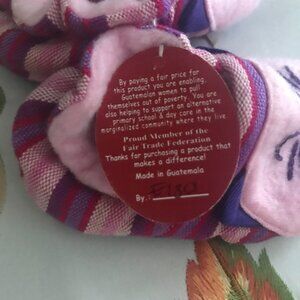 By paying a fair price for
this product you are enabling
Guatemalan women to pull
themselves out of poverty. You are
also helping to support an alternative
primary school & day care in the
marginalized community where they live
Proud Member of the
Fair Trade Federation
Thanks for purchasing a product that
makes a difference!
Made in Guatemala
By.: